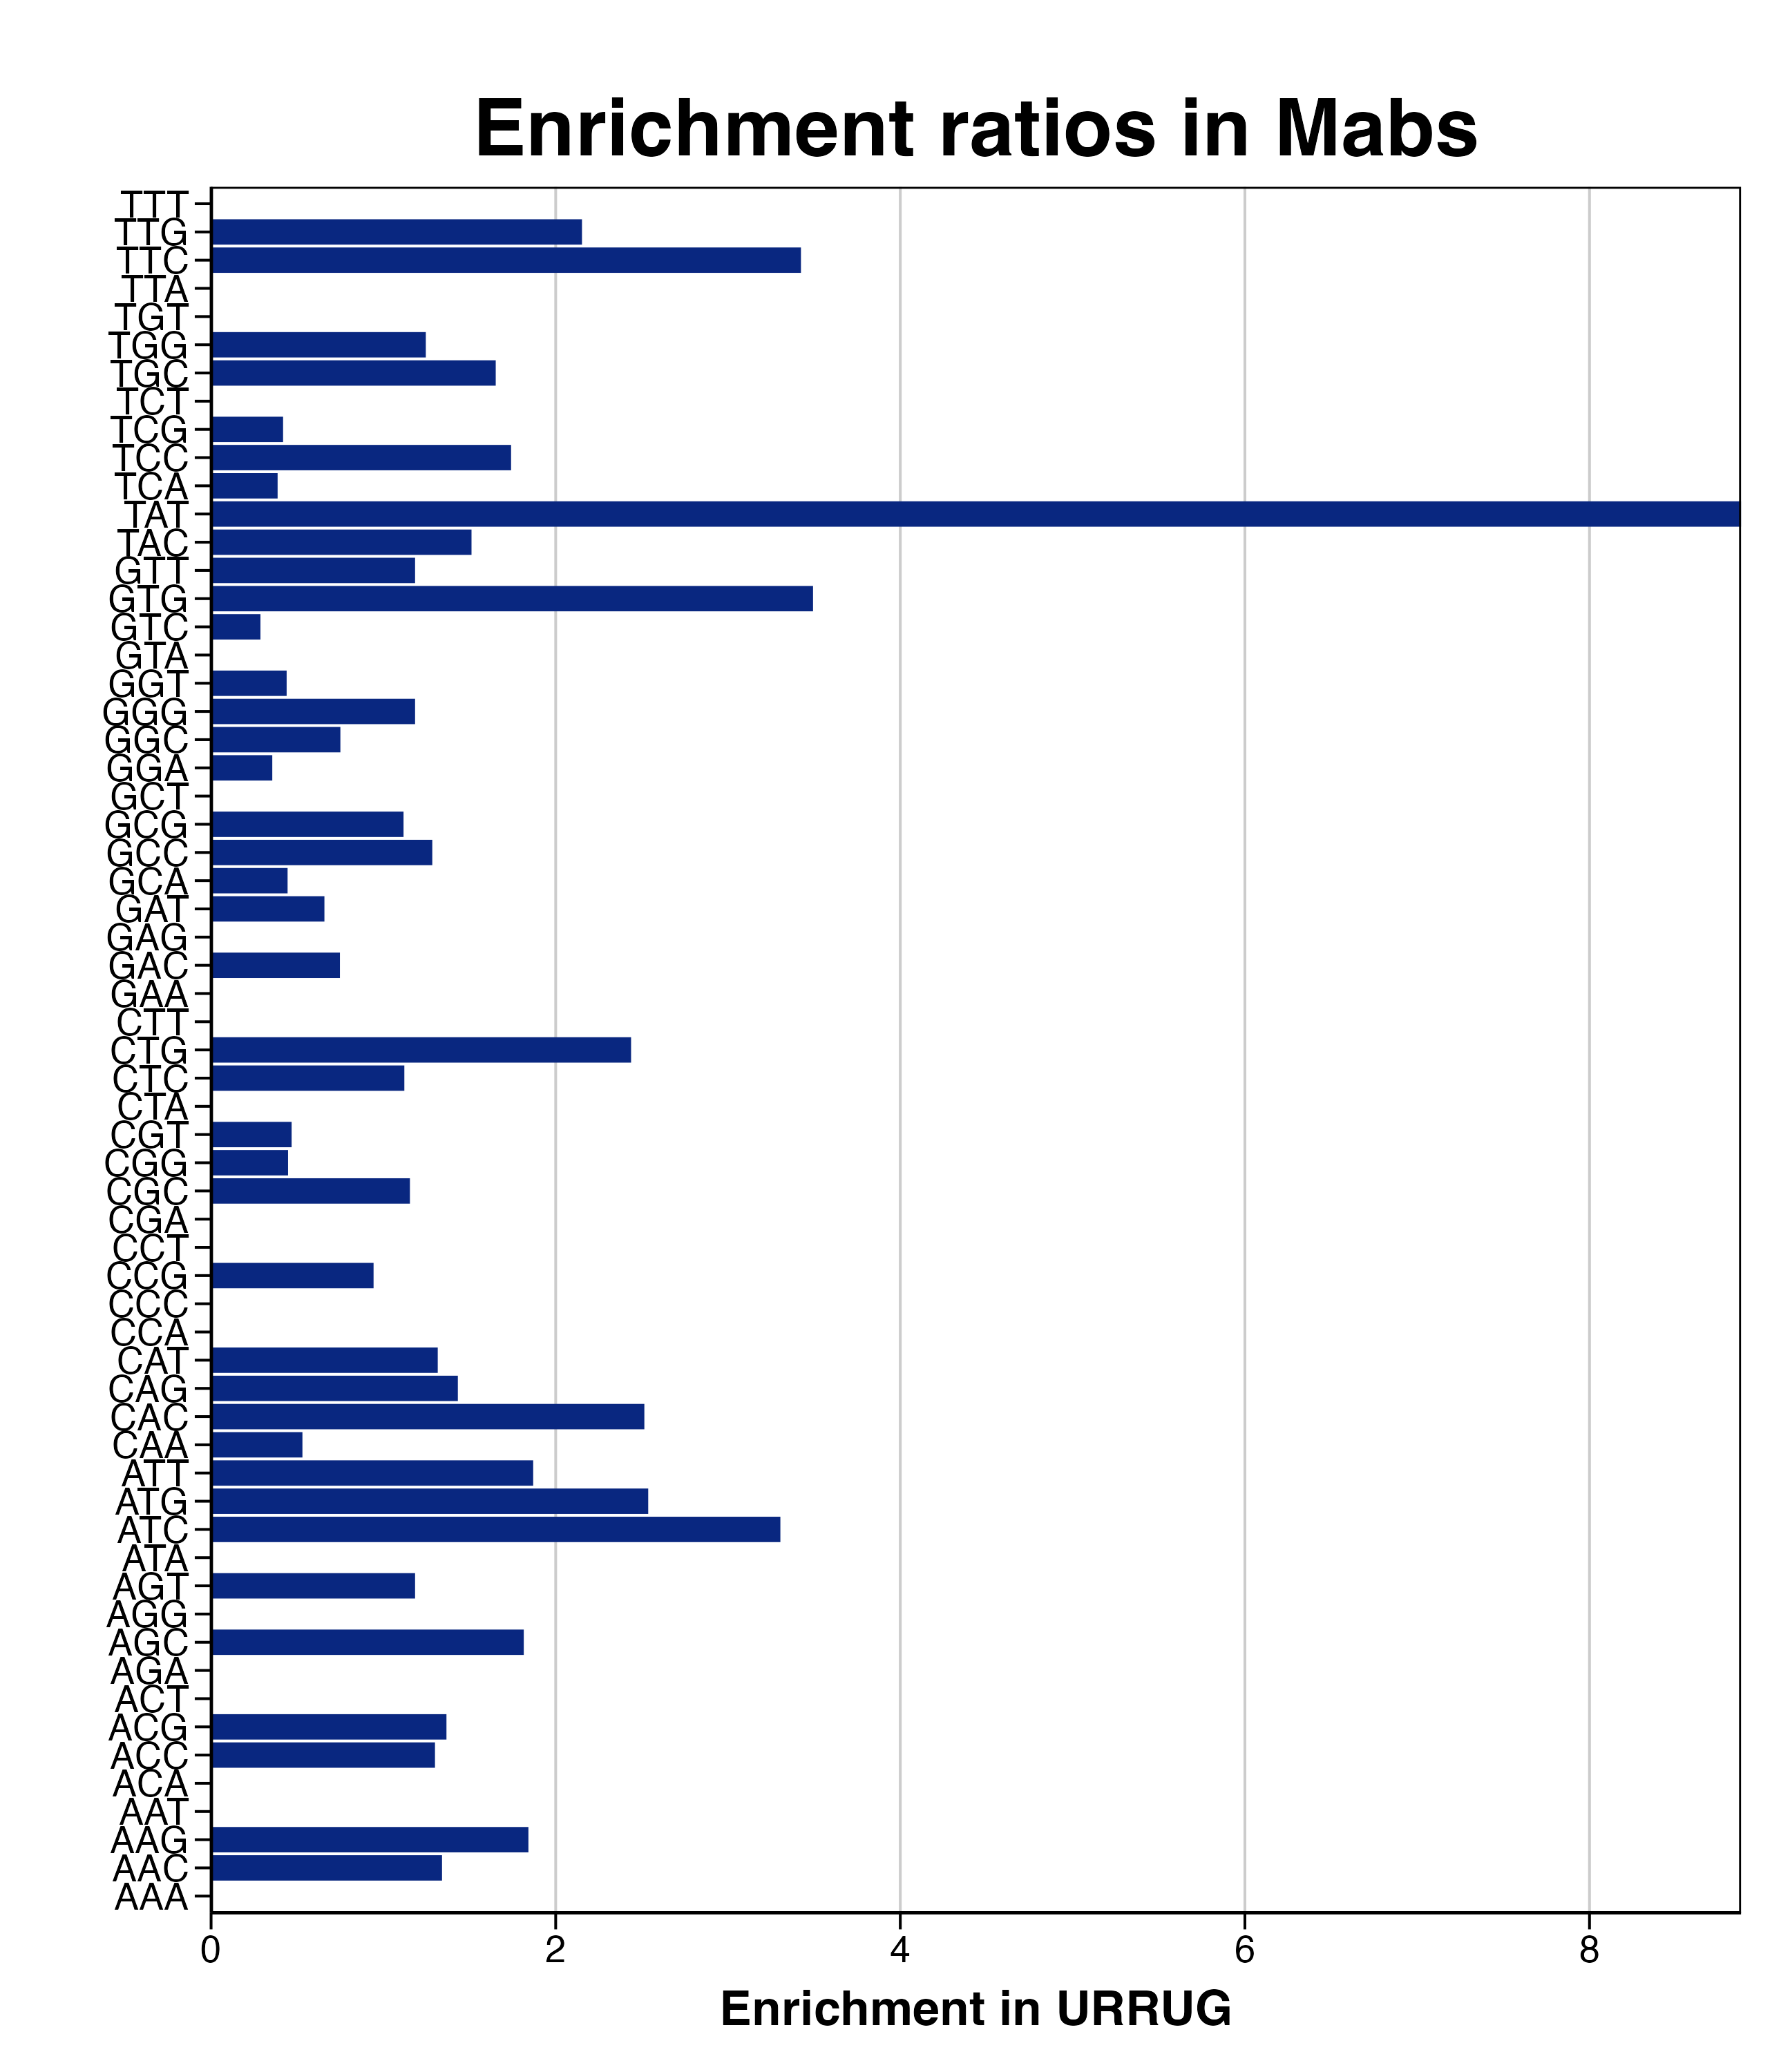 Enrichment ratios in Mabs
TTT
TTG
TTC
TTA
TGT
TGG
TGC
TCT
TCG
TCC
TCA
TAT
TAC
GTT
GTG
GTC
GTA
GGT
GGG
GGC
GGA
GCT
GCG
GCC
GCA
GAT
GAG
GAC
GAA
CTT
CTG
CTC
CTA
CGT
CGG
CGC
CGA
CCT
CCG
CCC
CCA
CAT
CAG
CAC
CAA
ATT
ATG
ATC
ATA
AGT
AGG
AGC
AGA
ACT
ACG
ACC
ACA
AAT
AAG
AAC
AAA
0 2 4 6 8
Enrichment in URRUG